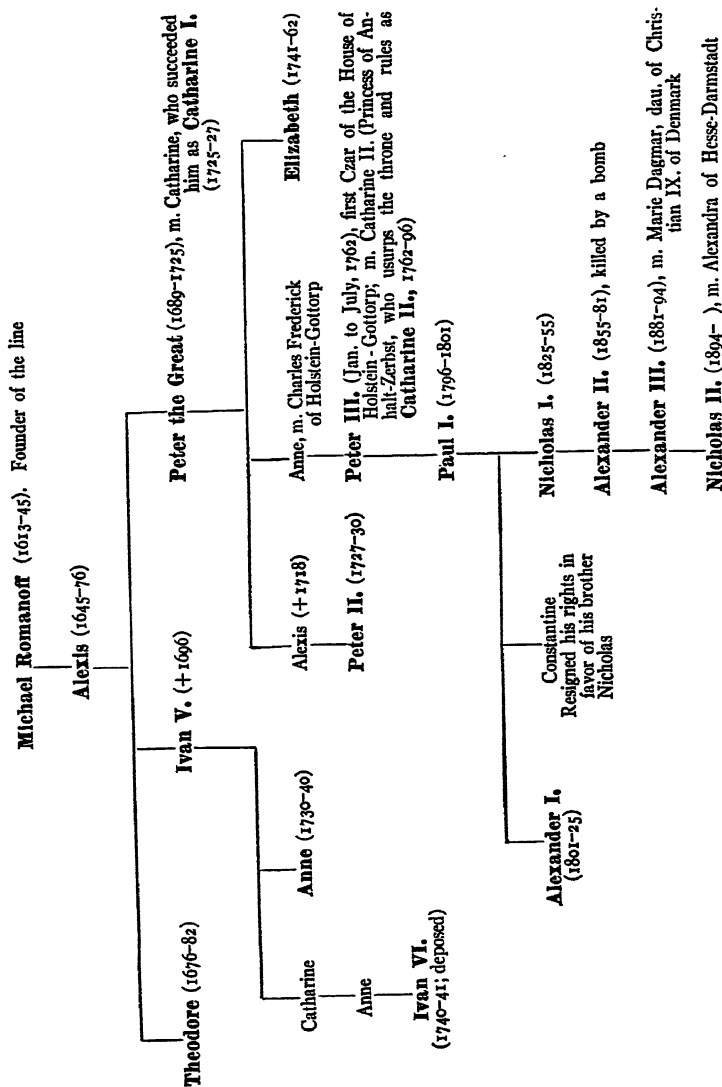 Michael Romanoff (1613–45). Founder of the line
Alexis (1645–76)
Theodore (1676–82)
Ivan V. (+1696)
Peter the Great (1689–1725), m. Catharine, who succeeded
him as Catharine I.
(1725–27)
Catharine
Anne (1730–40)
Alexis (+1718)
Anne, m. Charles Frederick
of Holstein-Gottorp
Elizabeth (1741–62)
Anne
Peter II. (1727–30)
Peter III. (Jan. to July, 1762), first Czar of the House of
Holstein-Gottorp; m. Catharine II. (Princess of An-
halt-Zerbst, who usurps the throne and rules as
Catharine II., 1762–96)
Ivan VI.
(1740–41; deposed)
Paul I. (1796–1801)
Alexander I.
(1801–25)
Constantine
Resigned his rights in
favor of his brother
Nicholas
Nicholas I. (1825–55)
Alexander II. (1855–81), killed by a bomb
Alexander III. (1881–94), m. Marie Dagmar, dau. of Chris-
tian IX. of Denmark
Nicholas II. (1894– ), m. Alexandra of Hesse-Darmstadt